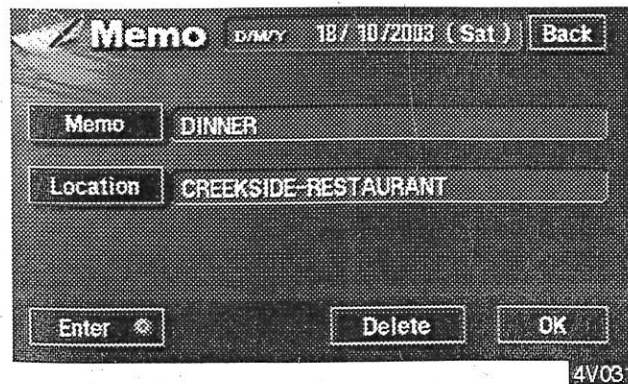 Memo D/M/Y 18/ 10/2003 (Sat) Back
Memo DINNER
Location CREEKSIDE-RESTAURANT
Enter Delete OK
4V03